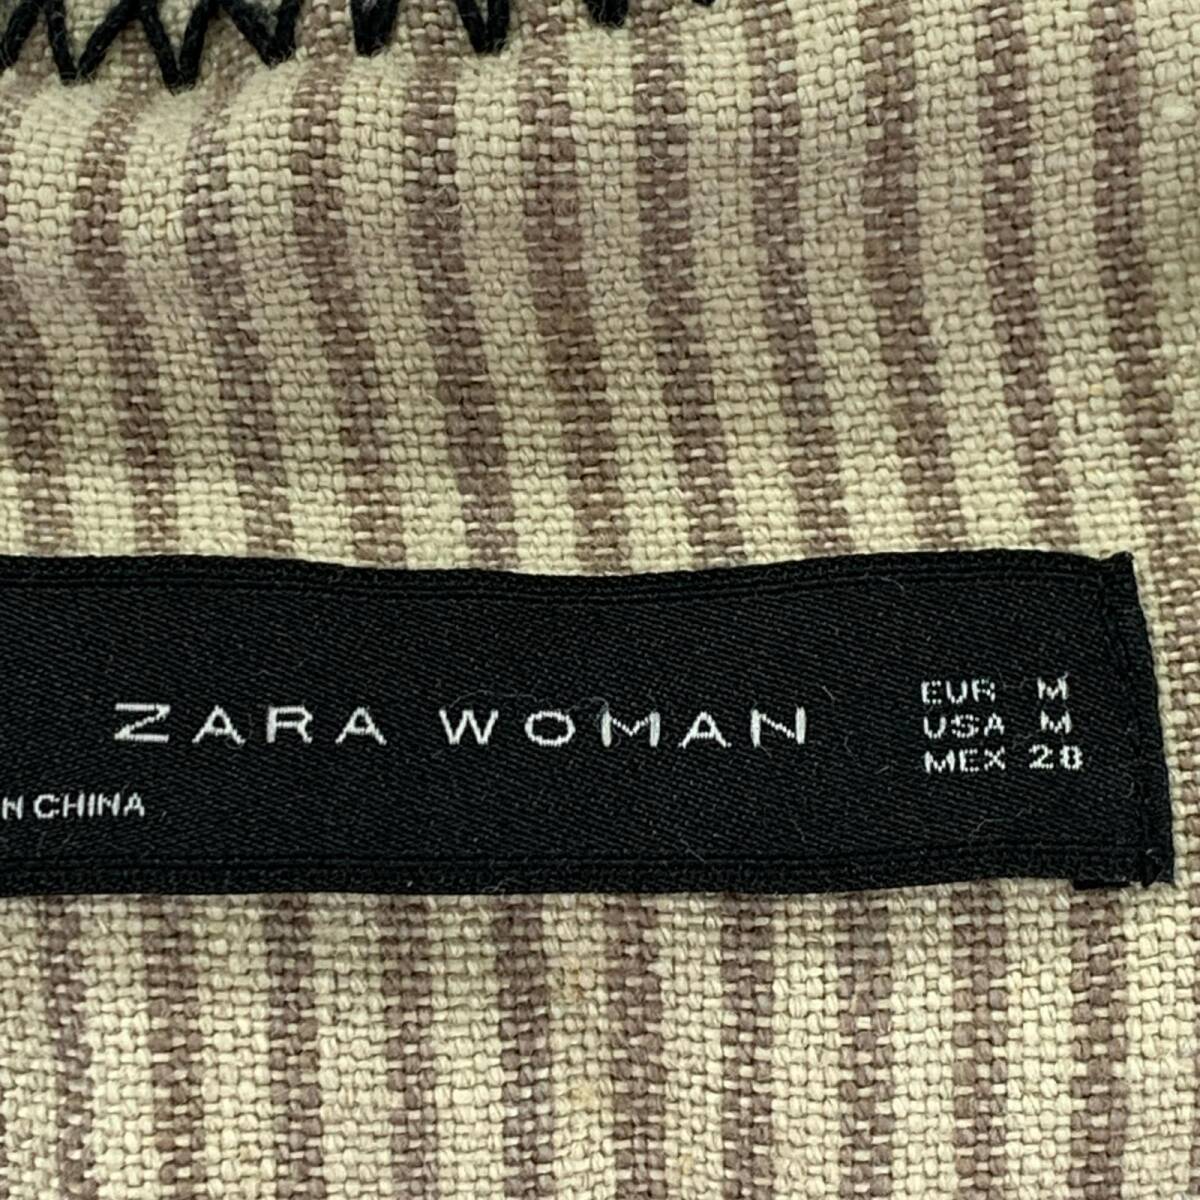 ZARA WOMAN
EUR M
USA M
MEX 28
N CHINA